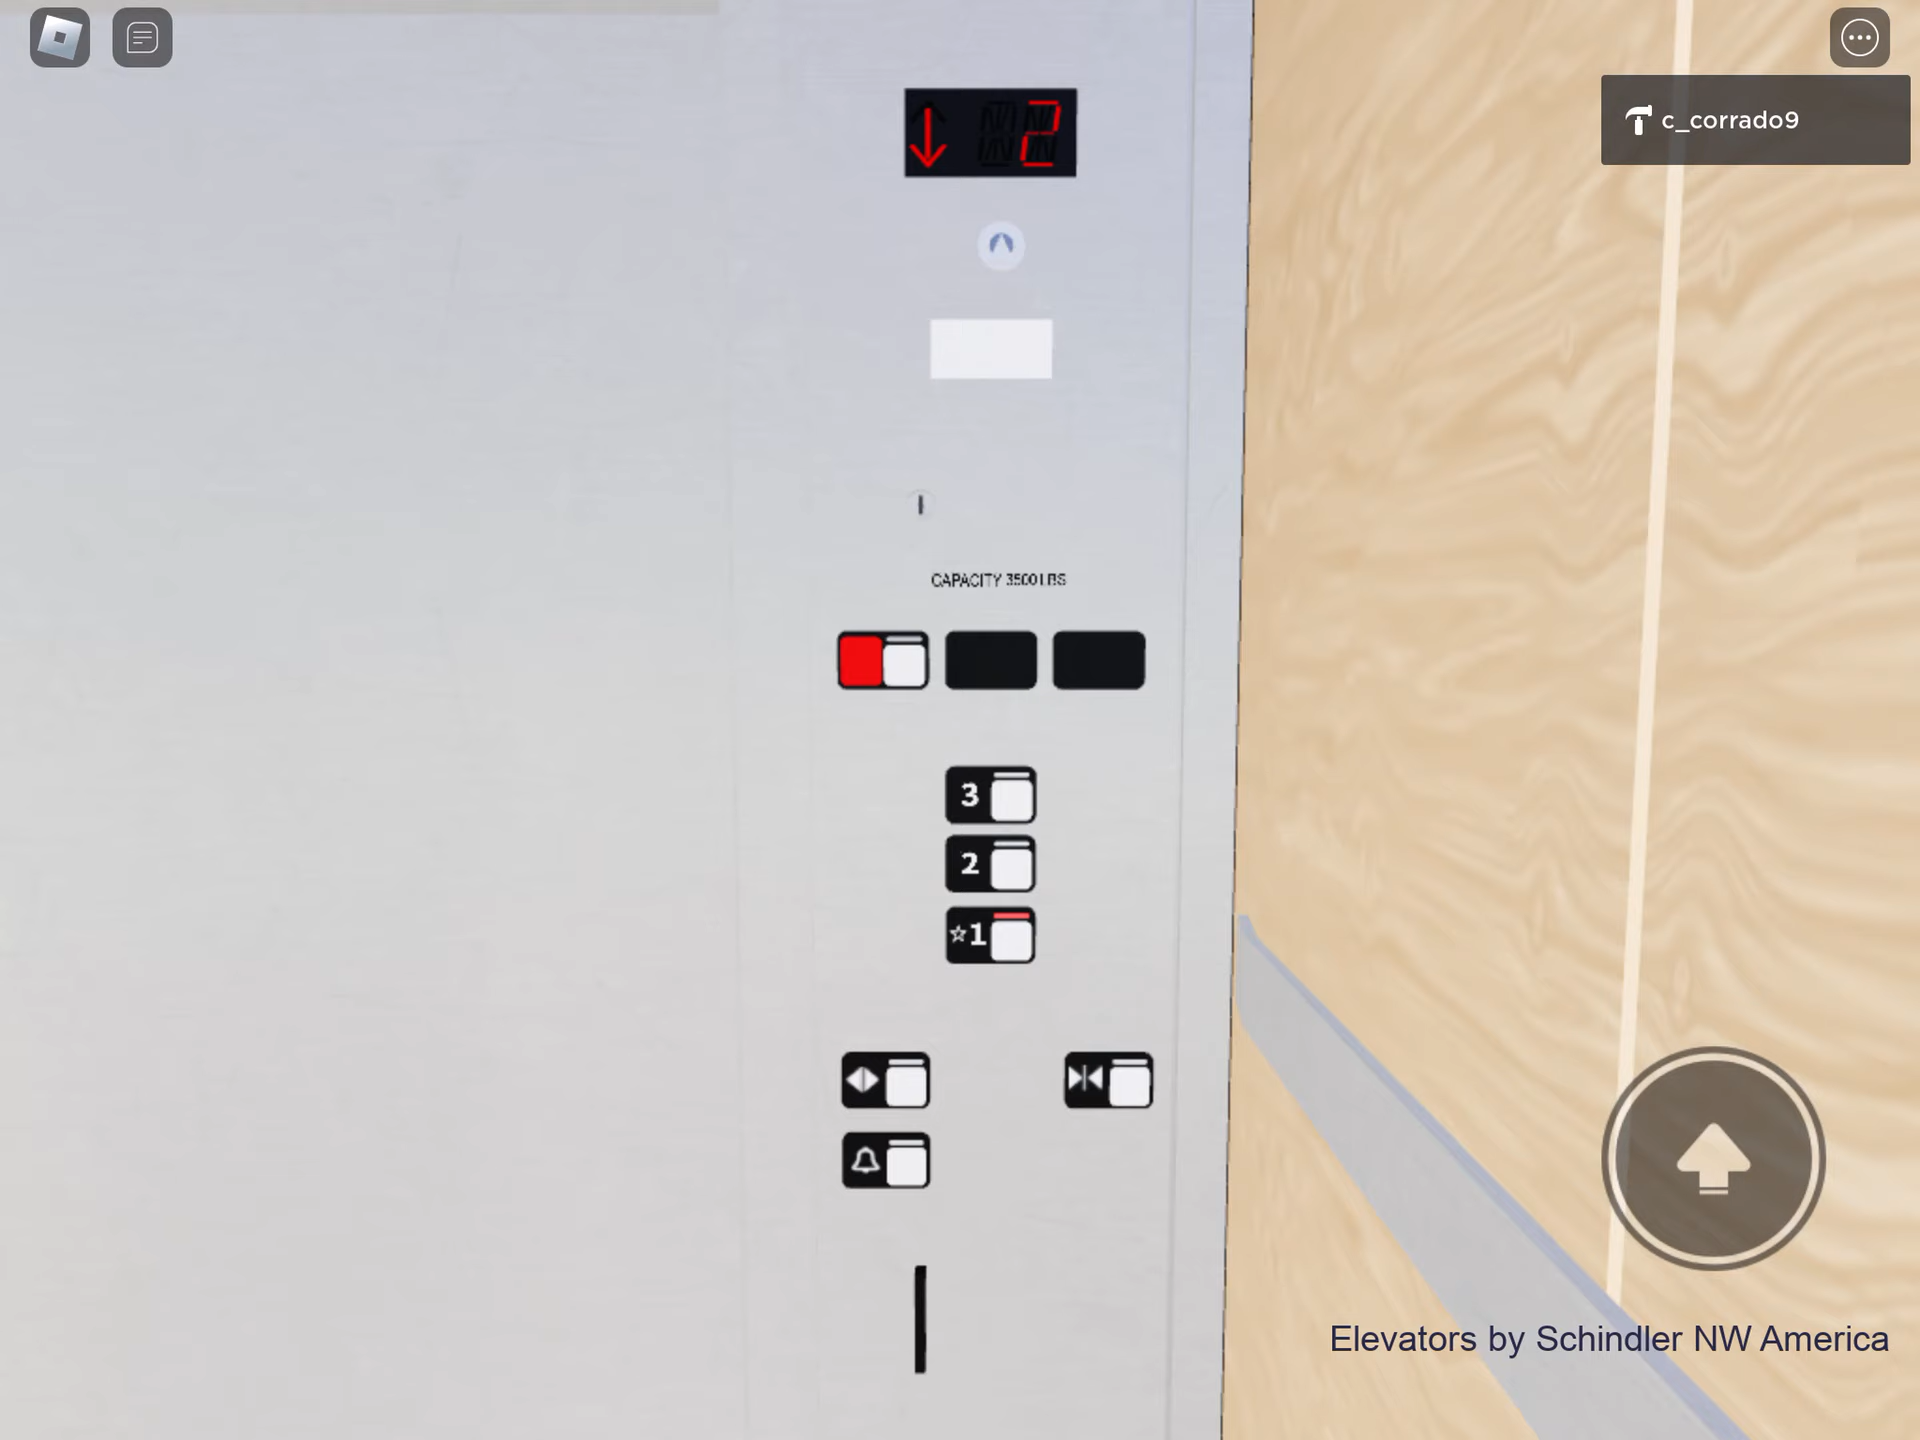 2
c_corrado9
CAPACITY 3500 LBS
3
2
☆1
Elevators by Schindler NW America